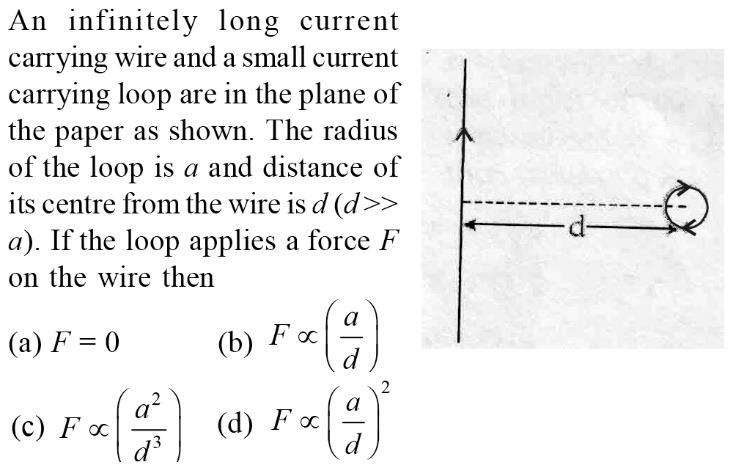 An infinitely long current
carrying wire and a small current
carrying loop are in the plane of
the paper as shown. The radius
of the loop is a and distance of
its centre from the wire is d (d>>
a). If the loop applies a force F
on the wire then
(a) F = 0 (b) F ∝ (a/d)
(c) F ∝ (a²/d³) (d) F ∝ (a/d)²
d